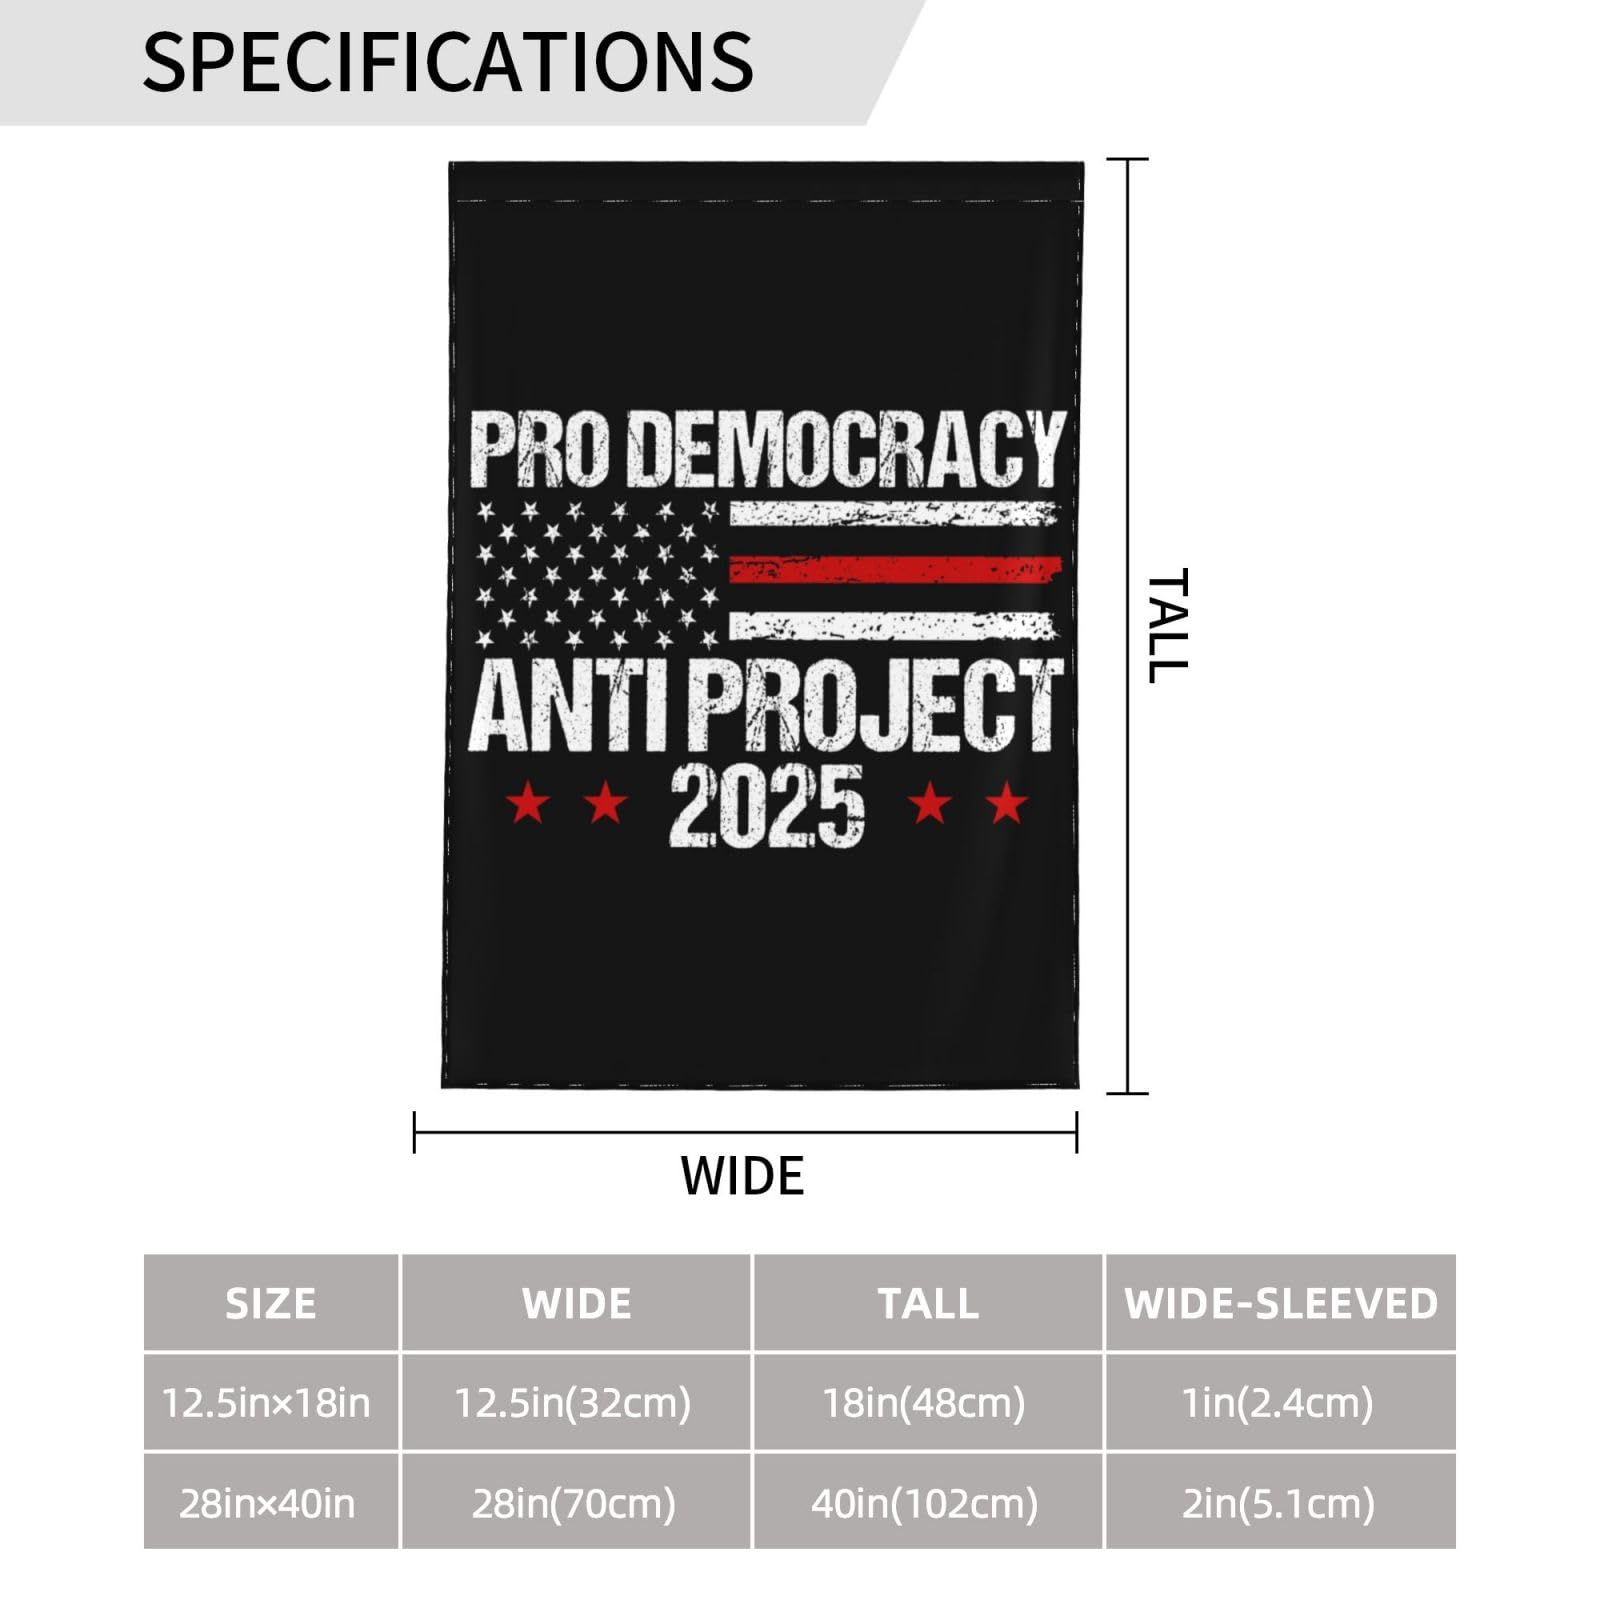 SPECIFICATIONS
PRO DEMOCRACY
ANTI PROJECT
2025
TALL
WIDE
SIZE WIDE TALL WIDE-SLEEVED
12.5in×18in 12.5in(32cm) 18in(48cm) 1in(2.4cm)
28in×40in 28in(70cm) 40in(102cm) 2in(5.1cm)